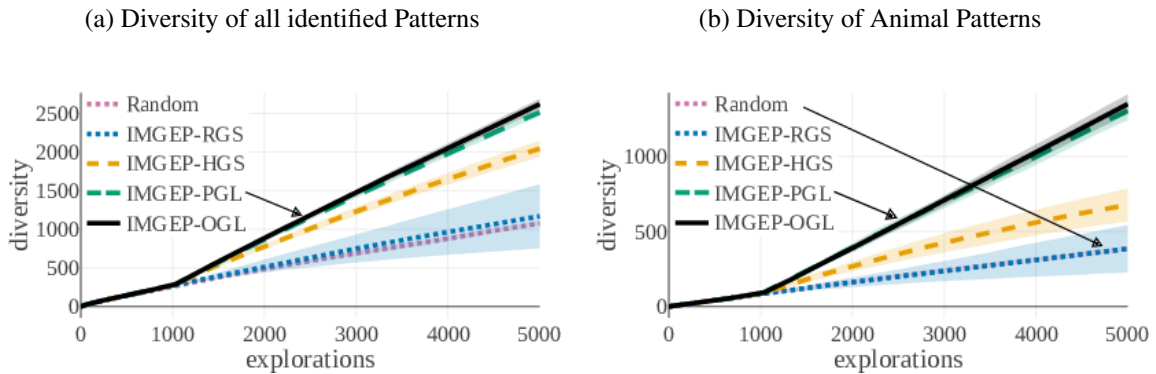 (a) Diversity of all identified Patterns
2500
2000
1500
1000
500
0
diversity
Random
IMGEP-RGS
IMGEP-HGS
IMGEP-PGL
IMGEP-OGL
0 1000 2000 3000 4000 5000
explorations
(b) Diversity of Animal Patterns
1000
500
0
diversity
Random
IMGEP-RGS
IMGEP-HGS
IMGEP-PGL
IMGEP-OGL
0 1000 2000 3000 4000 5000
explorations